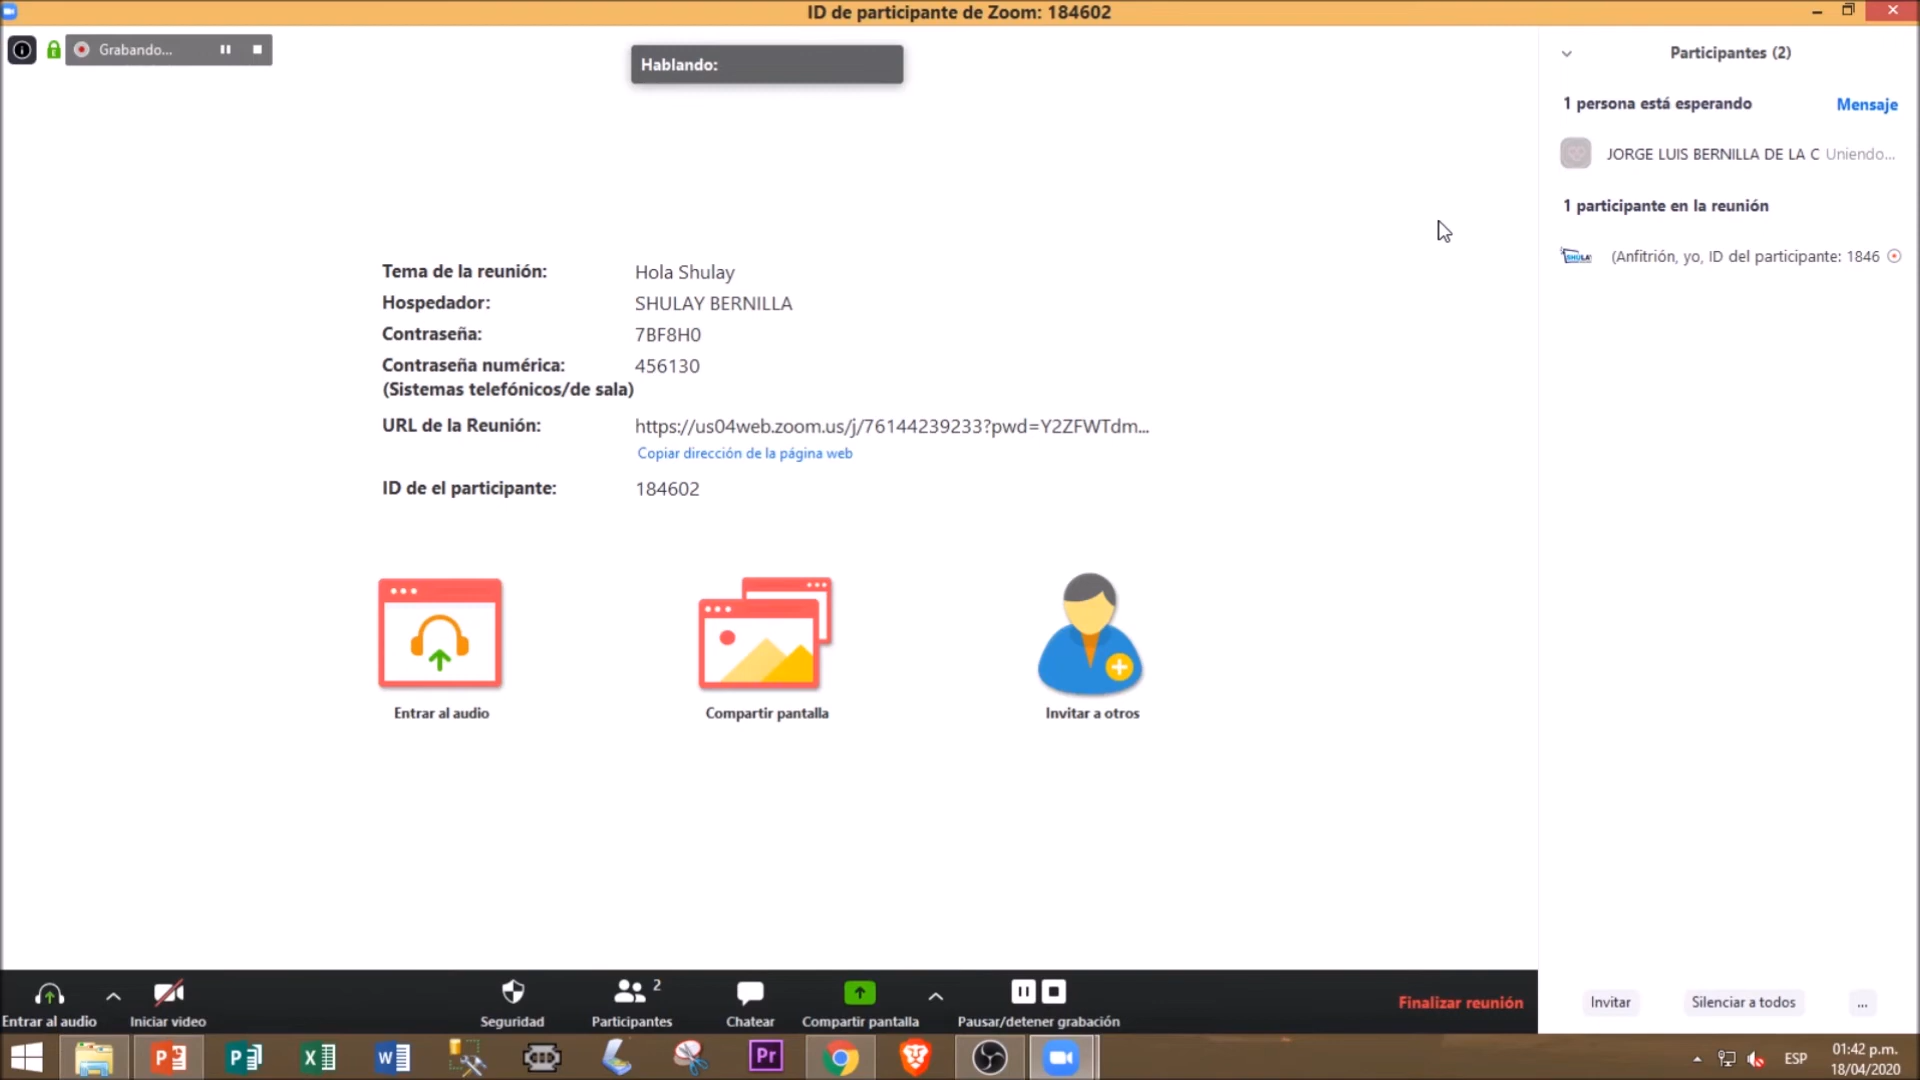 ID de participante de Zoom: 184602
Grabando...
Hablando:
Participantes (2)
1 persona está esperando
Mensaje
JORGE LUIS BERNILLA DE LA C Uniendo...
1 participante en la reunión
SHULAY
(Anfitrión, yo, ID del participante: 1846
Tema de la reunión: Hola Shulay
Hospedador: SHULAY BERNILLA
Contraseña: 7BF8H0
Contraseña numérica: 456130
(Sistemas telefónicos/de sala)
URL de la Reunión: https://us04web.zoom.us/j/76144239233?pwd=Y2ZFWTdm...
Copiar dirección de la página web
ID de el participante: 184602
Entrar al audio
Compartir pantalla
Invitar a otros
Entrar al audio
Iniciar video
Seguridad
2
Participantes
Chatear
Compartir pantalla
Pausar/detener grabación
Finalizar reunión
Invitar
Silenciar a todos
...
Pr
ESP
01:42 p.m.
18/04/2020